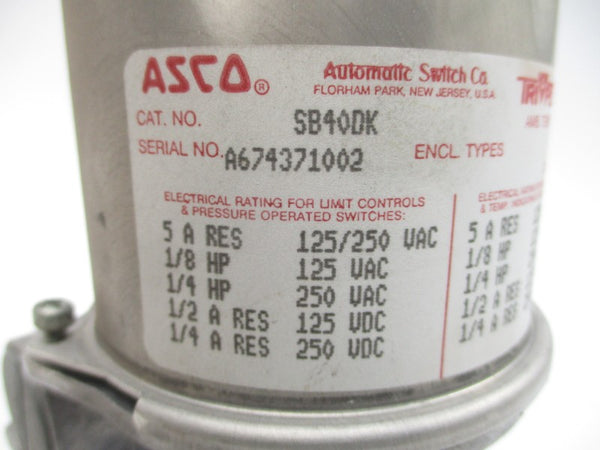 ASCO®
Automatic Switch Co.
FLORHAM PARK, NEW JERSEY, U.S.A.
CAT. NO. SB40DK
SERIAL NO. A674371002 ENCL. TYPES
ELECTRICAL RATING FOR LIMIT CONTROLS
& PRESSURE OPERATED SWITCHES:
5 A RES 125/250 VAC
1/8 HP 125 VAC
1/4 HP 250 VAC
1/2 A RES 125 VDC
1/4 A RES 250 VDC
ELECTRICAL
& TEMP.
5 A RES
1/8 HP
1/4 HP
1/2 A RES
1/4 A RES